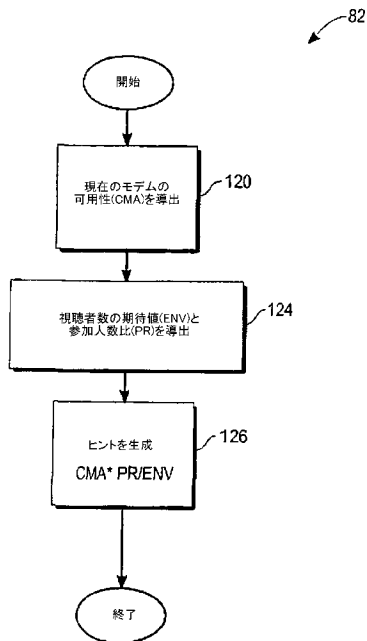 82
開始
現在のモデムの
可用性(CMA)を導出
120
視聴者数の期待値(ENV)と
参加人数比(PR)を導出
124
ヒントを生成
CMA* PR/ENV
126
終了